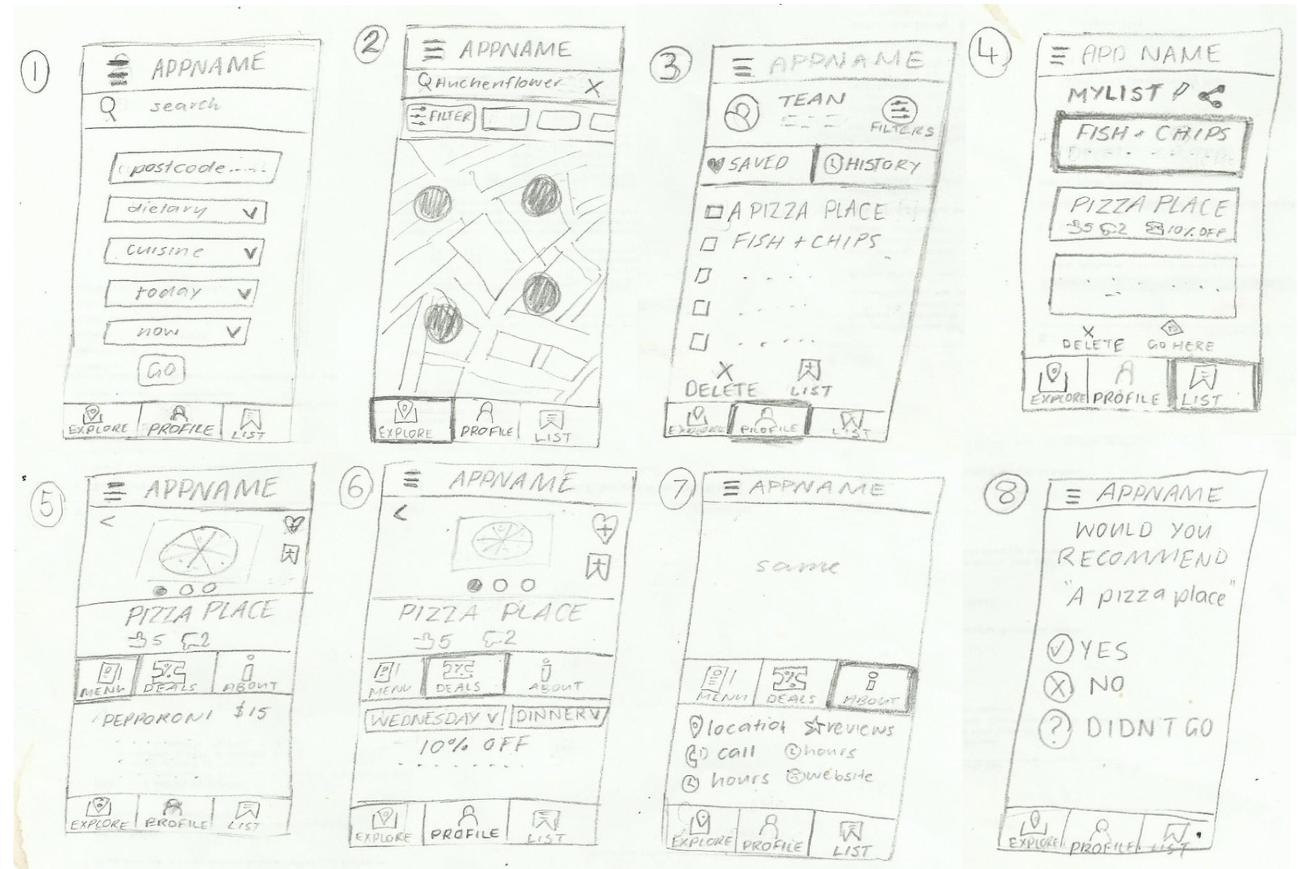 1
APPNAME
search
postcode.....
dietary
cuisine
today
now
GO
EXPLORE
PROFILE
LIST
2
APPNAME
Huchenflower X
FILTER
EXPLORE
PROFILE
LIST
3
APPNAME
TEAN
FILTERS
SAVED
HISTORY
A PIZZA PLACE
FISH + CHIPS
X
DELETE
LIST
EXPLORE
PROFILE
LIST
4
APP NAME
MYLIST
FISH + CHIPS
PIZZA PLACE
5 2 10% OFF
X
DELETE
GO HERE
EXPLORE
PROFILE
LIST
5
APPNAME
<
PIZZA PLACE
5 2
MENU
DEALS
ABOUT
PEPPORONI $15
EXPLORE
PROFILE
LIST
6
APPNAME
<
PIZZA PLACE
5 2
MENU
DEALS
ABOUT
WEDNESDAY V
DINNER V
10% OFF
EXPLORE
PROFILE
LIST
7
APPNAME
same
MENU
DEALS
ABOUT
location reviews
call hours
hours website
EXPLORE
PROFILE
LIST
8
APPNAME
WOULD YOU
RECOMMEND
"A pizza place"
YES
NO
? DIDNT GO
EXPLORE
PROFILE
LIST